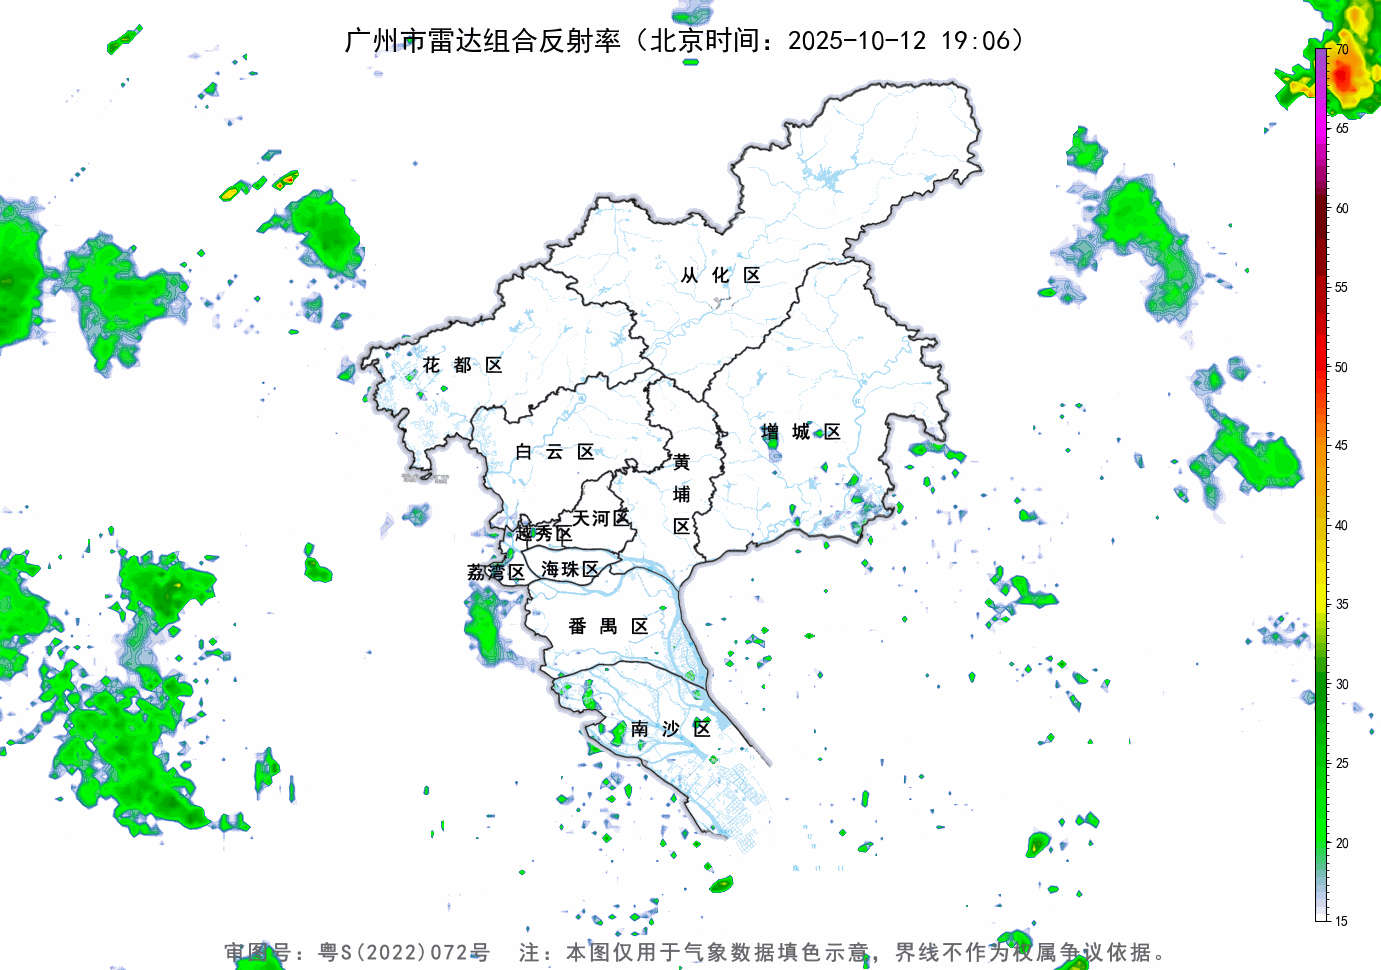 广州市雷达组合反射率（北京时间：2025-10-12 19:06）
70
65
60
55
50
45
40
35
30
25
20
15
从化区
花都区
增城区
白云区
黄埔区
天河区
越秀区
海珠区
荔湾区
番禺区
南沙区
审图号：粤S(2022)072号 注：本图仅用于气象数据填色示意，界线不作为权属争议依据。